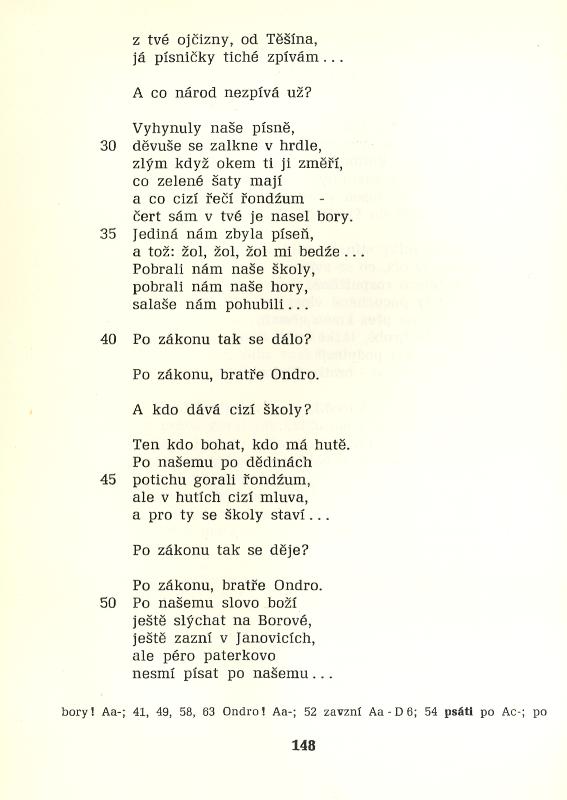 z tvé ojčizny, od Těšína,
já písničky tiché zpívám...
A co národ nezpívá už?
Vyhynuly naše písně,
30 děvuše se zalkne v hrdle,
zlým když okem ti ji změří,
co zelené šaty mají
a co cizí řečí řondźum -
čert sám v tvé je nasel bory.
35 Jediná nám zbyla píseň,
a tož: žol, žol, žol mi bedźe...
Pobrali nám naše školy,
pobrali nám naše hory,
salaše nám pohubili...
40 Po zákonu tak se dálo?
Po zákonu, bratře Ondro.
A kdo dává cizí školy?
Ten kdo bohat, kdo má hutě.
Po našemu po dědinách
45 potichu gorali řondźum,
ale v hutích cizí mluva,
a pro ty se školy staví...
Po zákonu tak se děje?
Po zákonu, bratře Ondro.
50 Po našemu slovo boží
ještě slýchat na Borové,
ještě zazní v Janovicích,
ale péro paterkovo
nesmí písat po našemu...
bory! Aa-; 41, 49, 58, 63 Ondro! Aa-; 52 zavzní Aa - D 6; 54 psáti po Ac-; po
148